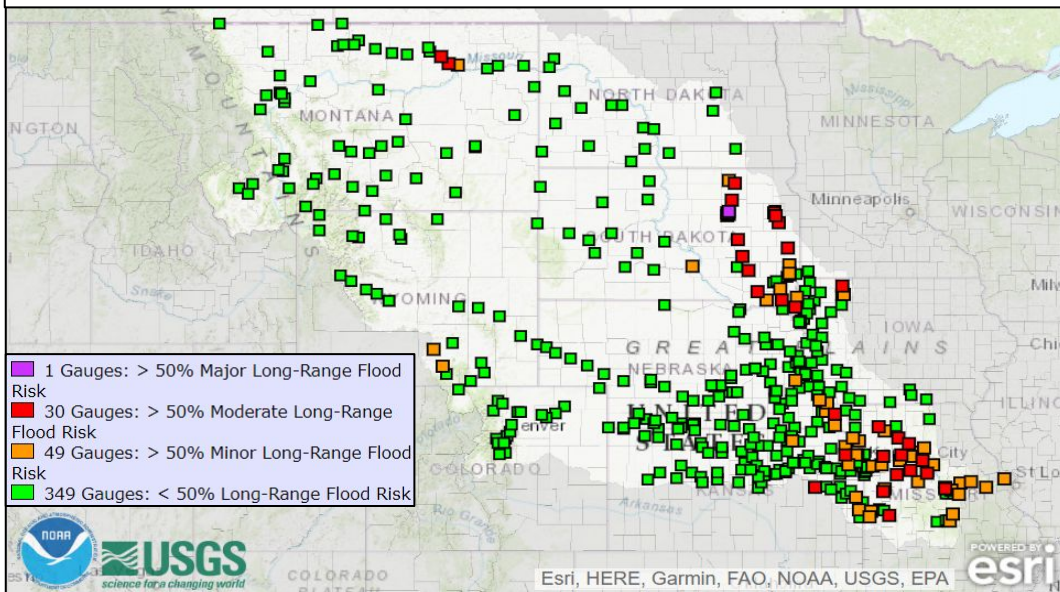 Missouri
NORTH DAKOTA
Mississippi
MONTANA
MINNESOTA
NGTON
MOUNTAINS
Minneapolis
WISCONSIN
SOUTH DAKOTA
IDAHO
Snake
YOMING
Milw
IOWA
GREAT PLAINS
Chi
NEBRASKA
1 Gauges: > 50% Major Long-Range Flood
Risk
30 Gauges: > 50% Moderate Long-Range
Flood Risk
49 Gauges: > 50% Minor Long-Range Flood
Risk
349 Gauges: < 50% Long-Range Flood Risk
ILLINOI
UNITED
STATES
enver
City
COLORADO
St Lo
KANSAS
MISSOURI
Arkansas
Rio Grande
NOAA
USGS
science for a changing world
COLORADO
Esri, HERE, Garmin, FAO, NOAA, USGS, EPA
POWERED BY
esri